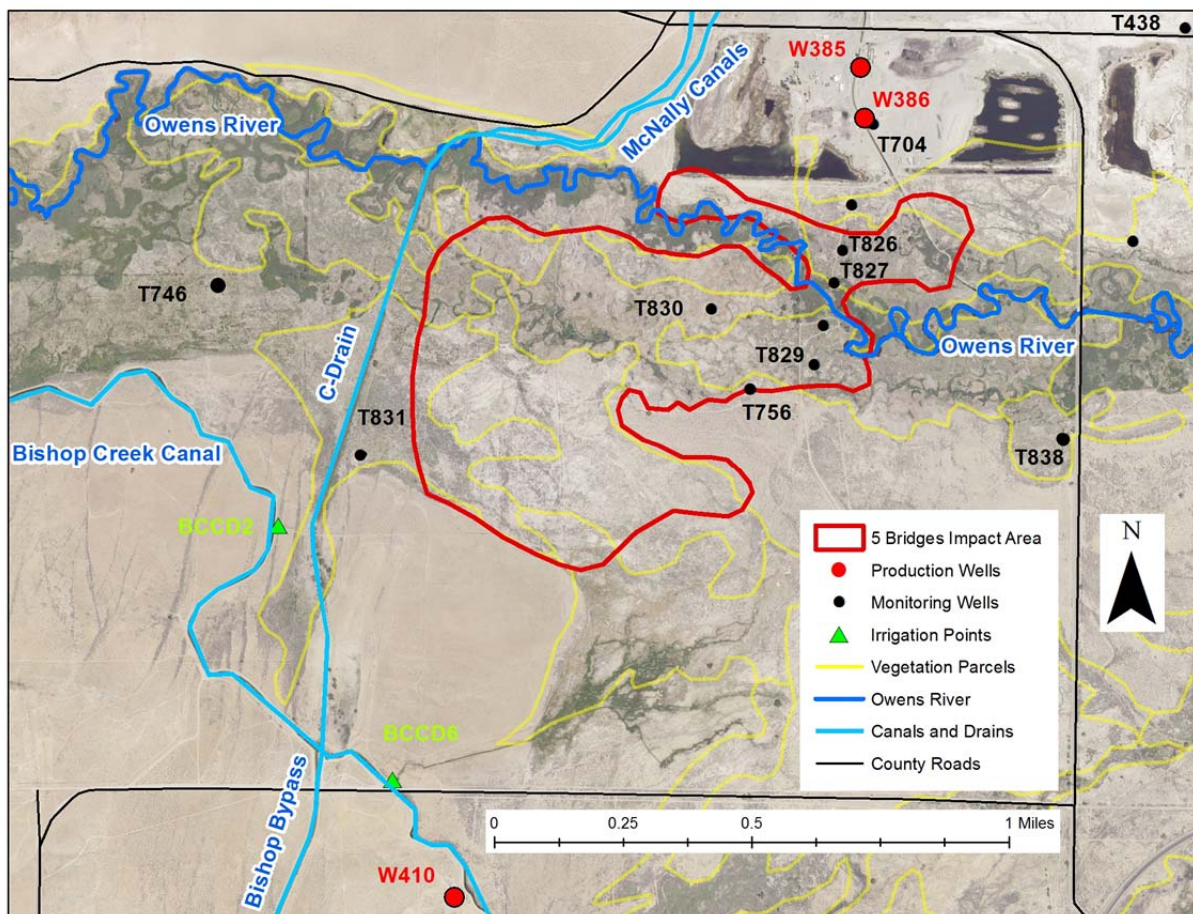 T438
W385
W386
T704
McNally Canals
Owens River
T826
T827
T746
T830
C-Drain
T829
Owens River
T756
T831
T838
Bishop Creek Canal
BCCD2
5 Bridges Impact Area
Production Wells
Monitoring Wells
Irrigation Points
Vegetation Parcels
Owens River
Canals and Drains
County Roads
N
BCCD6
Bishop Bypass
0 0.25 0.5 1 Miles
W410